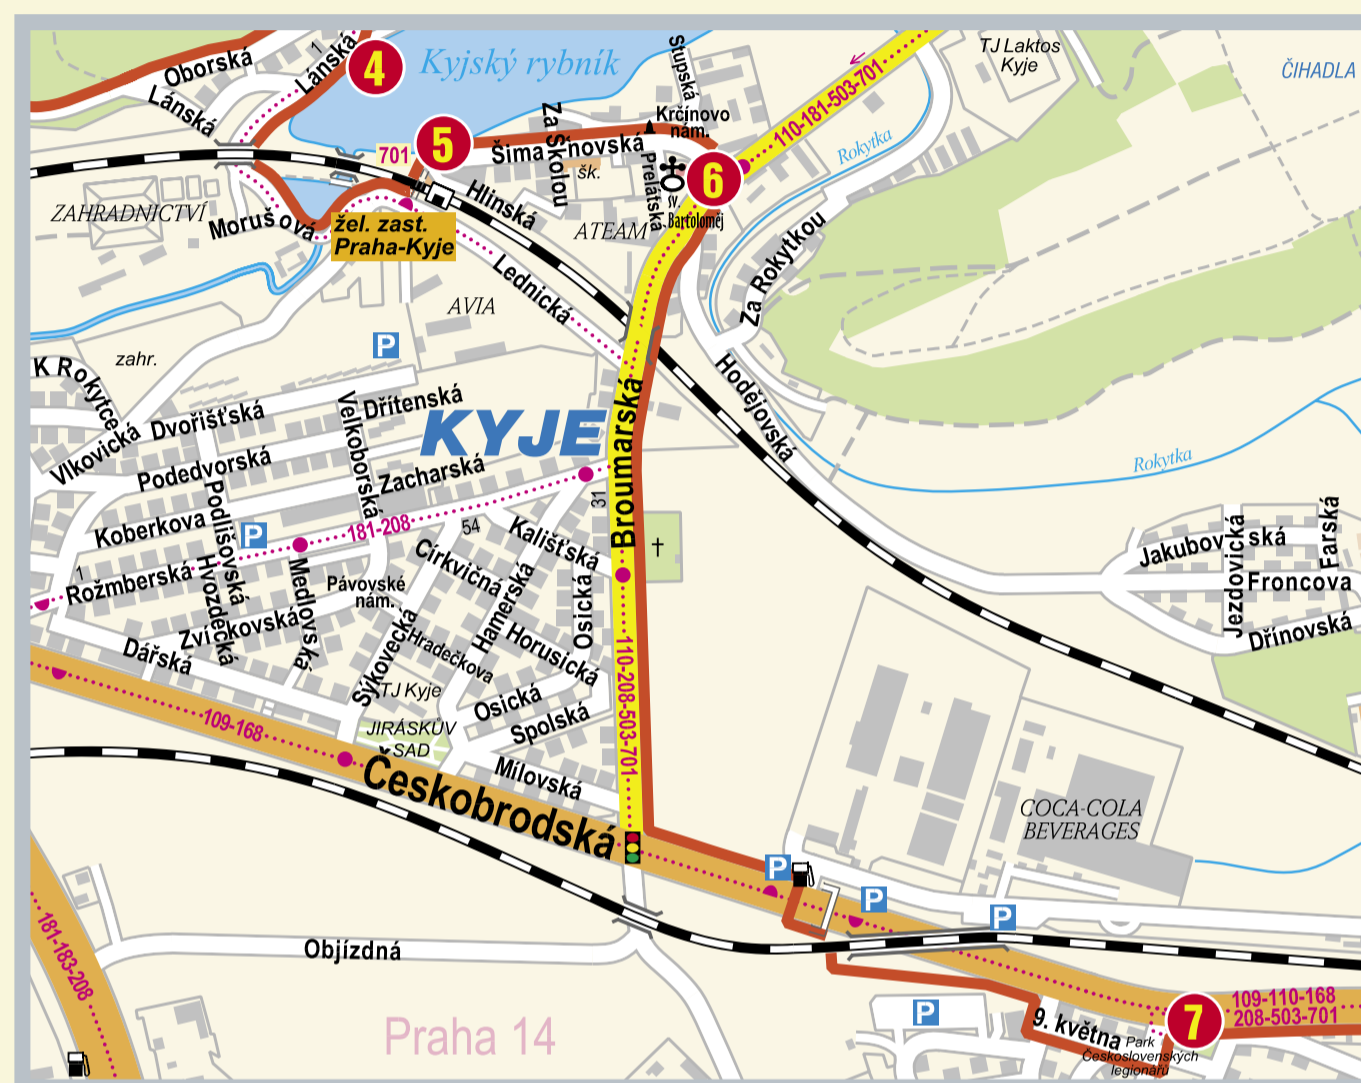 Oborská
1
Lánská
4
Kyjský rybník
Stupská
TJ Laktos
Kyje
ČIHADLA
Lánská
Za Školou
Krčínovo
nám.
110-181-503-701
Rokytka
701
5
Šimanovská
šk.
Prelátská
6
sv.
Bartoloměj
ZAHRADNICTVÍ
Morušová
žel. zast.
Praha-Kyje
Hlinská
ATEAM
Lednická
Za Rokytkou
AVIA
P
zahr.
K Rokytce
Dvořišťská
Velkoborská
Dřítenská
KYJE
Broumarská
Hodějovská
Vlkovická
Podedvorská
Zacharská
Rokytka
Koberkova
Podlišovská
P
181-208
54
31
Kališťská
Jakubovská
Jezdovická
Farská
Froncova
Dřínovská
1
Rožmberská
Hvozdecká
Medlovská
Pávovské
nám.
Církvičná
Hamerská
Osická
Zvíkovská
Dářská
Sýkovecká
Hradečkova
Horusická
110-208-503-701
TJ Kyje
Osická
Spolská
109-168
JIRÁSKŮV
SAD
Mílovská
Českobrodská
COCA-COLA
BEVERAGES
P
P
P
181-183-208
Objízdná
Praha 14
P
9. května
7
109-110-168
208-503-701
Park
Československých
legionářů